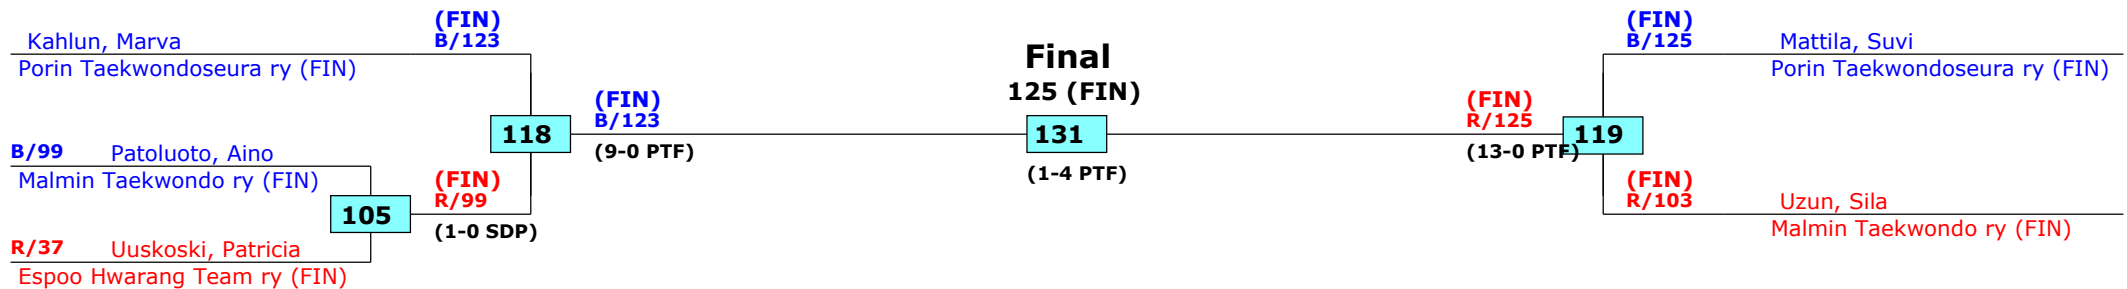 (FIN)
B/123
Kahlun, Marva
Porin Taekwondoseura ry (FIN)
B/99
Patoluoto, Aino
Malmin Taekwondo ry (FIN)
R/37
Uuskoski, Patricia
Espoo Hwarang Team ry (FIN)
105
(FIN)
R/99
(1-0 SDP)
118
(FIN)
B/123
(9-0 PTF)
Final
125 (FIN)
131
(1-4 PTF)
(FIN)
R/125
(13-0 PTF)
119
(FIN)
B/125
Mattila, Suvi
Porin Taekwondoseura ry (FIN)
(FIN)
R/103
Uzun, Sila
Malmin Taekwondo ry (FIN)